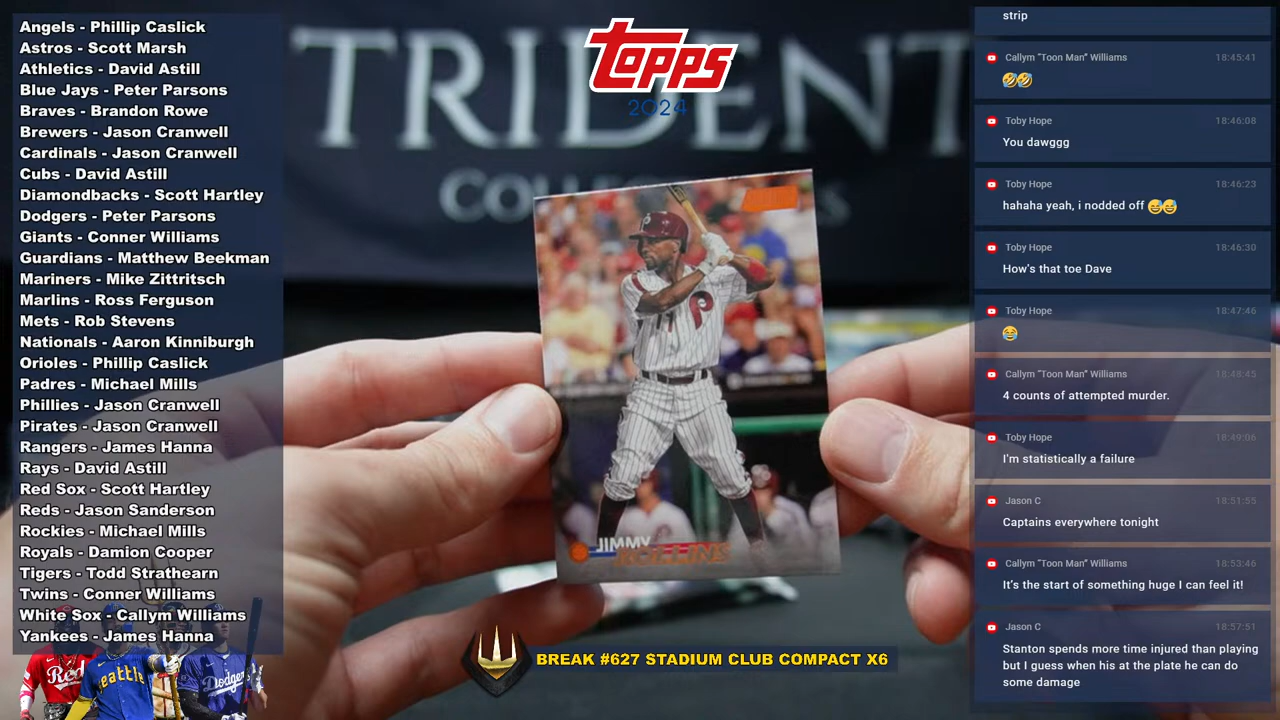 Angels - Phillip Caslick
Astros - Scott Marsh
Athletics - David Astill
Blue Jays - Peter Parsons
Braves - Brandon Rowe
Brewers - Jason Cranwell
Cardinals - Jason Cranwell
Cubs - David Astill
Diamondbacks - Scott Hartley
Dodgers - Peter Parsons
Giants - Conner Williams
Guardians - Matthew Beekman
Mariners - Mike Zittritsch
Marlins - Ross Ferguson
Mets - Rob Stevens
Nationals - Aaron Kinniburgh
Orioles - Phillip Caslick
Padres - Michael Mills
Phillies - Jason Cranwell
Pirates - Jason Cranwell
Rangers - James Hanna
Rays - David Astill
Red Sox - Scott Hartley
Reds - Jason Sanderson
Rockies - Michael Mills
Royals - Damion Cooper
Tigers - Todd Strathearn
Twins - Conner Williams
White Sox - Callym Williams
Yankees - James Hanna
Reds
Seattle
Dodgers
TRIDENT
topps
2024
P
JIMMY
ROLLINS
BREAK #627 STADIUM CLUB COMPACT X6
strip
Callym “Toon Man” Williams 18:45:41
🤣🤣
Toby Hope 18:46:08
You dawggg
Toby Hope 18:46:23
hahaha yeah, i nodded off 😅😅
Toby Hope 18:46:30
How's that toe Dave
Toby Hope 18:47:46
😂
Callym “Toon Man” Williams 18:48:45
4 counts of attempted murder.
Toby Hope 18:49:06
I'm statistically a failure
Jason C 18:51:55
Captains everywhere tonight
Callym “Toon Man” Williams 18:53:46
It's the start of something huge I can feel it!
Jason C 18:57:51
Stanton spends more time injured than playing
but I guess when his at the plate he can do
some damage